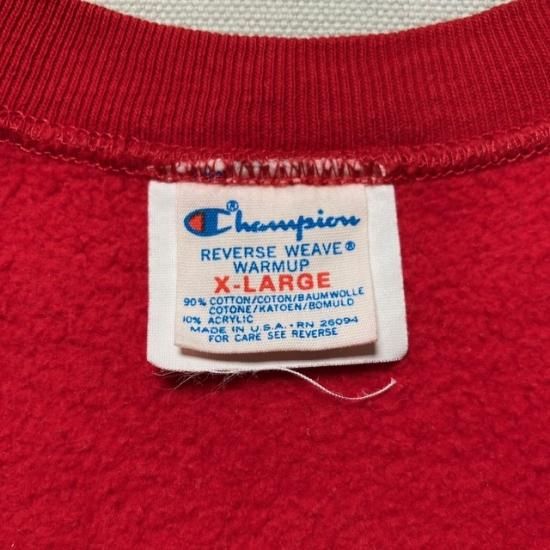 Champion®
REVERSE WEAVE®
WARMUP
X-LARGE
90% COTTON/COTON/BAUMWOLLE
COTONE/KATOEN/BOMULD
10% ACRYLIC
MADE IN U.S.A. · RN 26094
FOR CARE SEE REVERSE